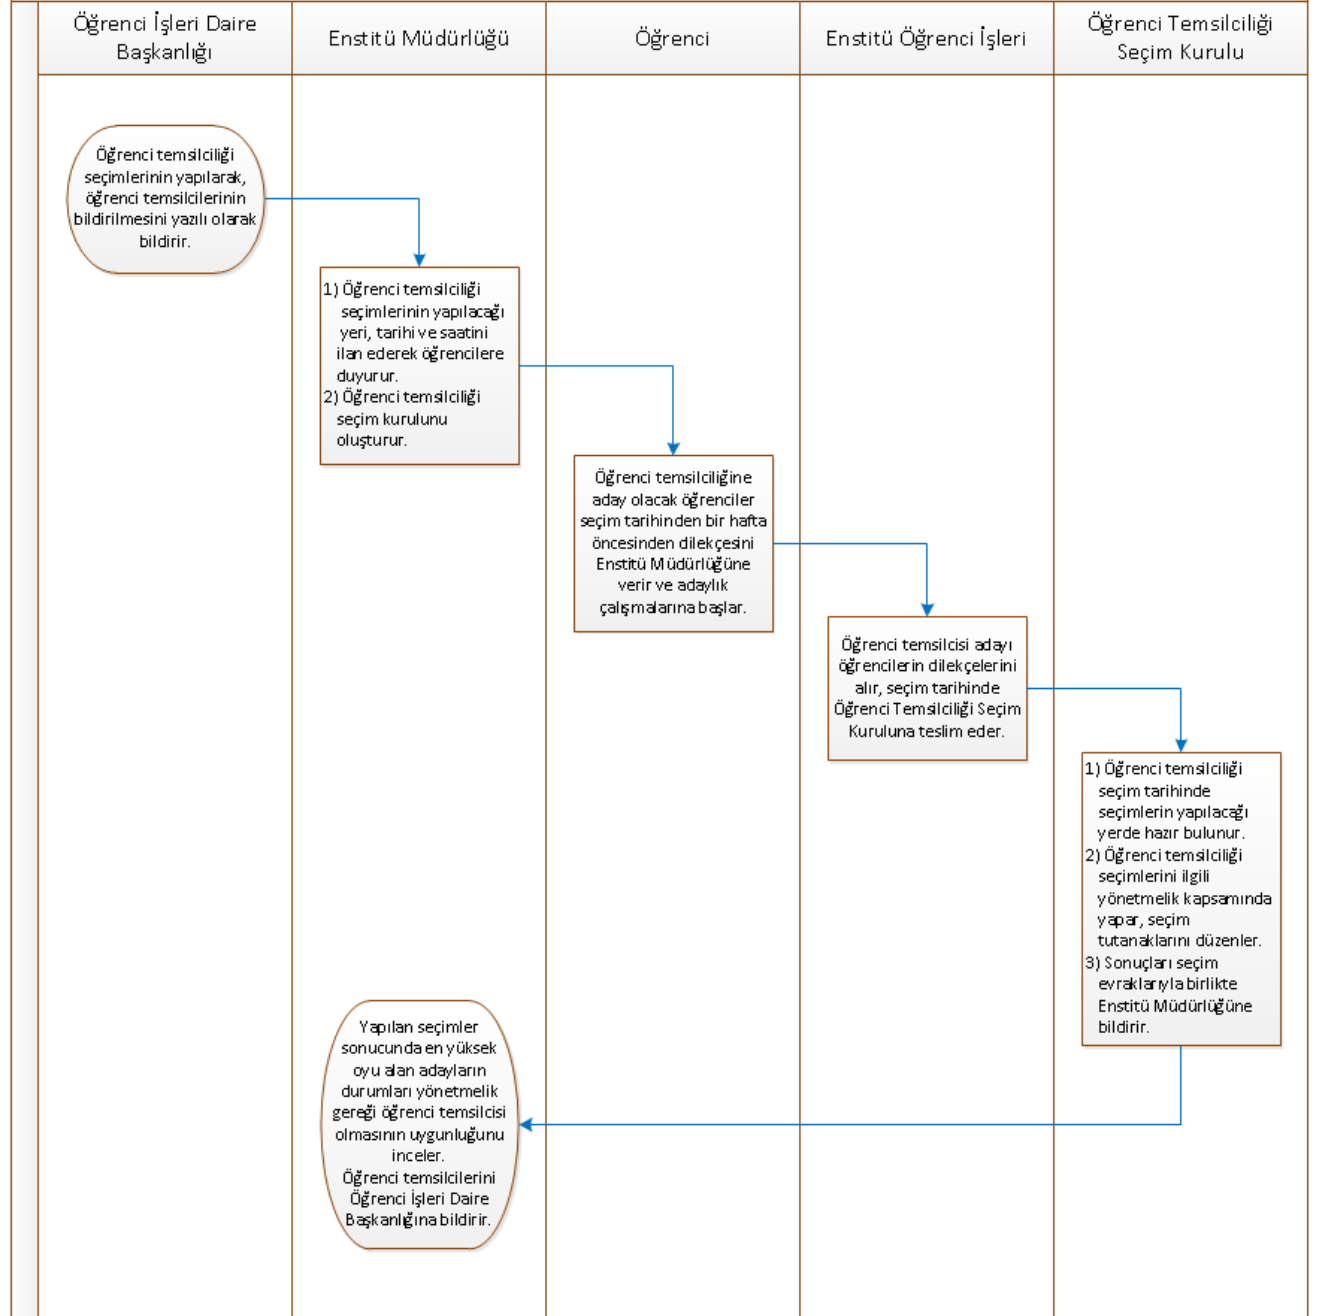 Öğrenci İşleri Daire
Başkanlığı
Enstitü Müdürlüğü
Öğrenci
Enstitü Öğrenci İşleri
Öğrenci Temsilciliği
Seçim Kurulu
Öğrenci temsilciliği
seçimlerinin yapılarak,
öğrenci temsilcilerinin
bildirilmesini yazılı olarak
bildirir.
1) Öğrenci temsilciliği
seçimlerinin yapılacağı
yeri, tarihi ve saatini
ilan ederek öğrencilere
duyurur.
2) Öğrenci temsilciliği
seçim kurulunu
oluşturur.
Öğrenci temsilciliğine
aday olacak öğrenciler
seçim tarihinden bir hafta
öncesinden dilekçesini
Enstitü Müdürlüğüne
verir ve adaylık
çalışmalarına başlar.
Öğrenci temsilcisi adayı
öğrencilerin dilekçelerini
alır, seçim tarihinde
Öğrenci Temsilciliği Seçim
Kuruluna teslim eder.
1) Öğrenci temsilciliği
seçim tarihinde
seçimlerin yapılacağı
yerde hazır bulunur.
2) Öğrenci temsilciliği
seçimlerini ilgili
yönetmelik kapsamında
yapar, seçim
tutanaklarını düzenler.
3) Sonuçları seçim
evraklarıyla birlikte
Enstitü Müdürlüğüne
bildirir.
Yapılan seçimler
sonucunda en yüksek
oyu alan adayların
durumları yönetmelik
gereği öğrenci temsilcisi
olmasının uygunluğunu
inceler.
Öğrenci temsilcilerini
Öğrenci İşleri Daire
Başkanlığına bildirir.